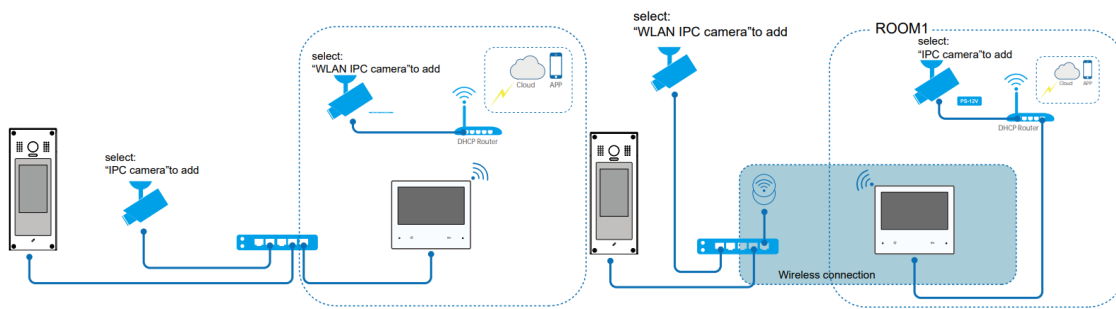 select:
“WLAN IPC camera”to add
Cloud
APP
DHCP Router
select:
“IPC camera”to add
select:
“WLAN IPC camera”to add
ROOM1
select:
“IPC camera”to add
PS-12V
Cloud
APP
DHCP Router
Wireless connection